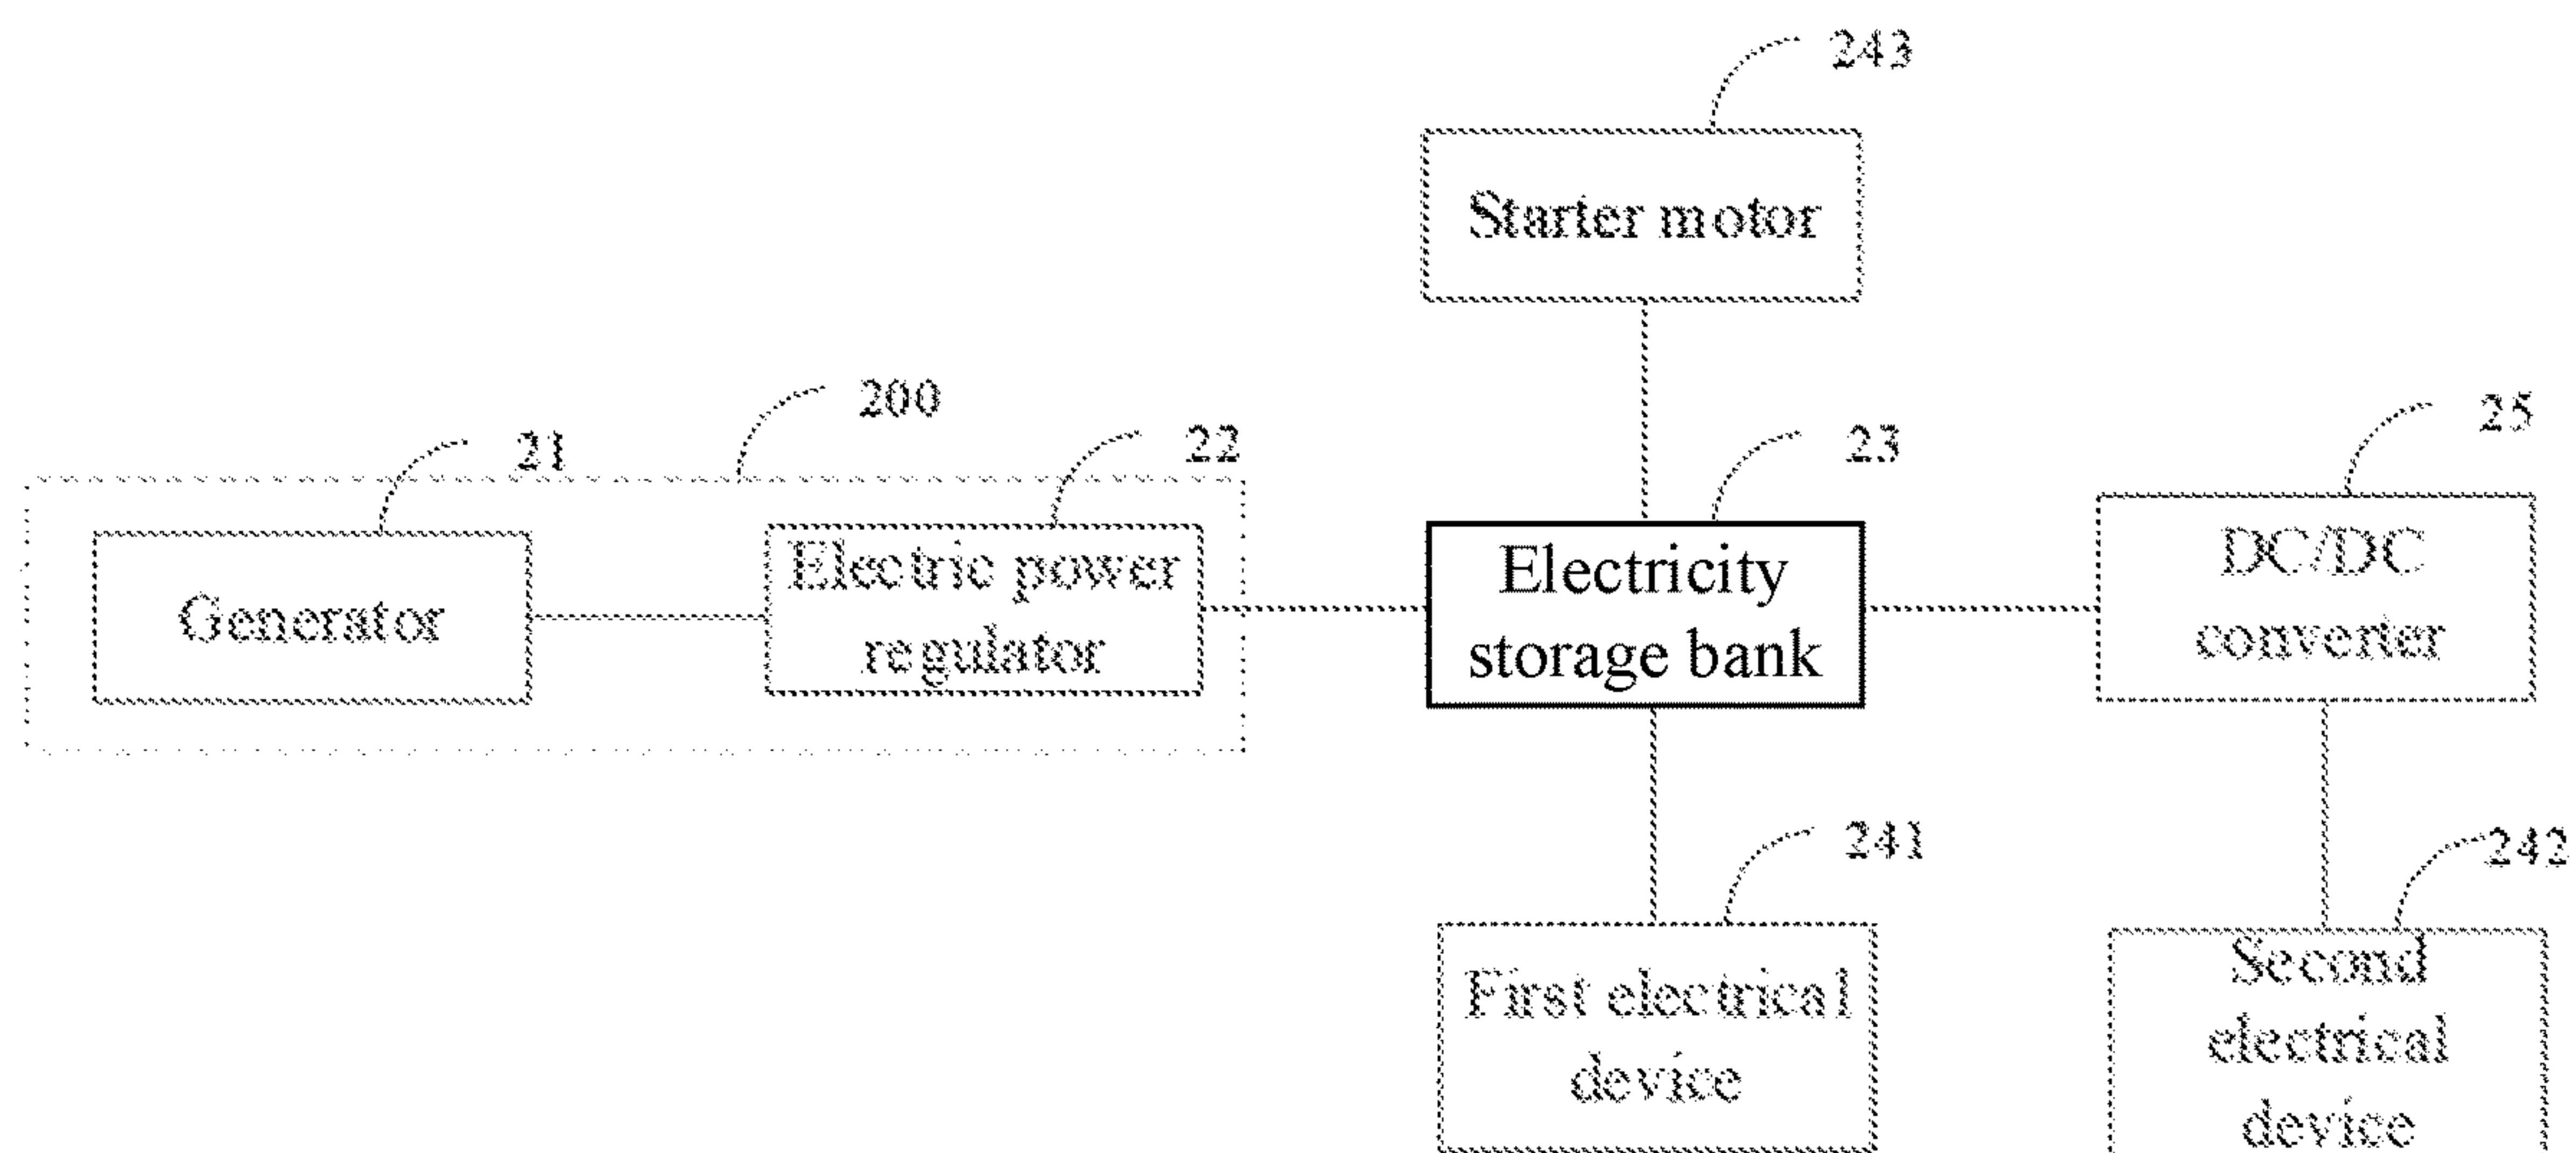 243
Starter motor
200
21
22
23
25
Generator
Electric power
regulator
Electricity
storage bank
DC/DC
converter
241
242
First electrical
device
Second
electrical
device